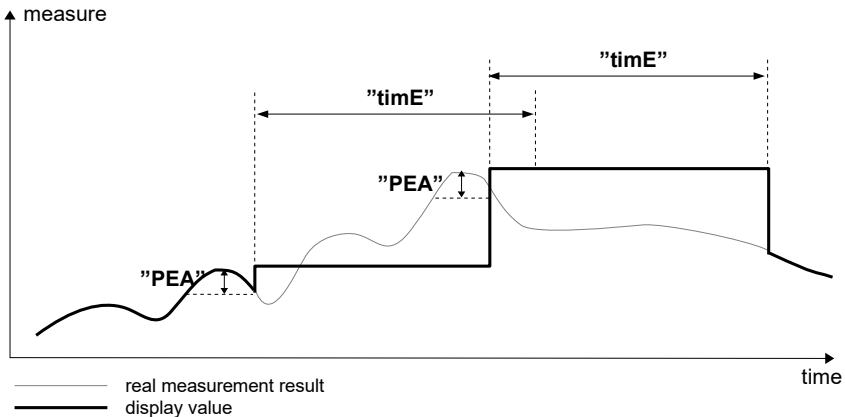 measure
”timE”
”timE”
”PEA”
”PEA”
time
real measurement result
display value